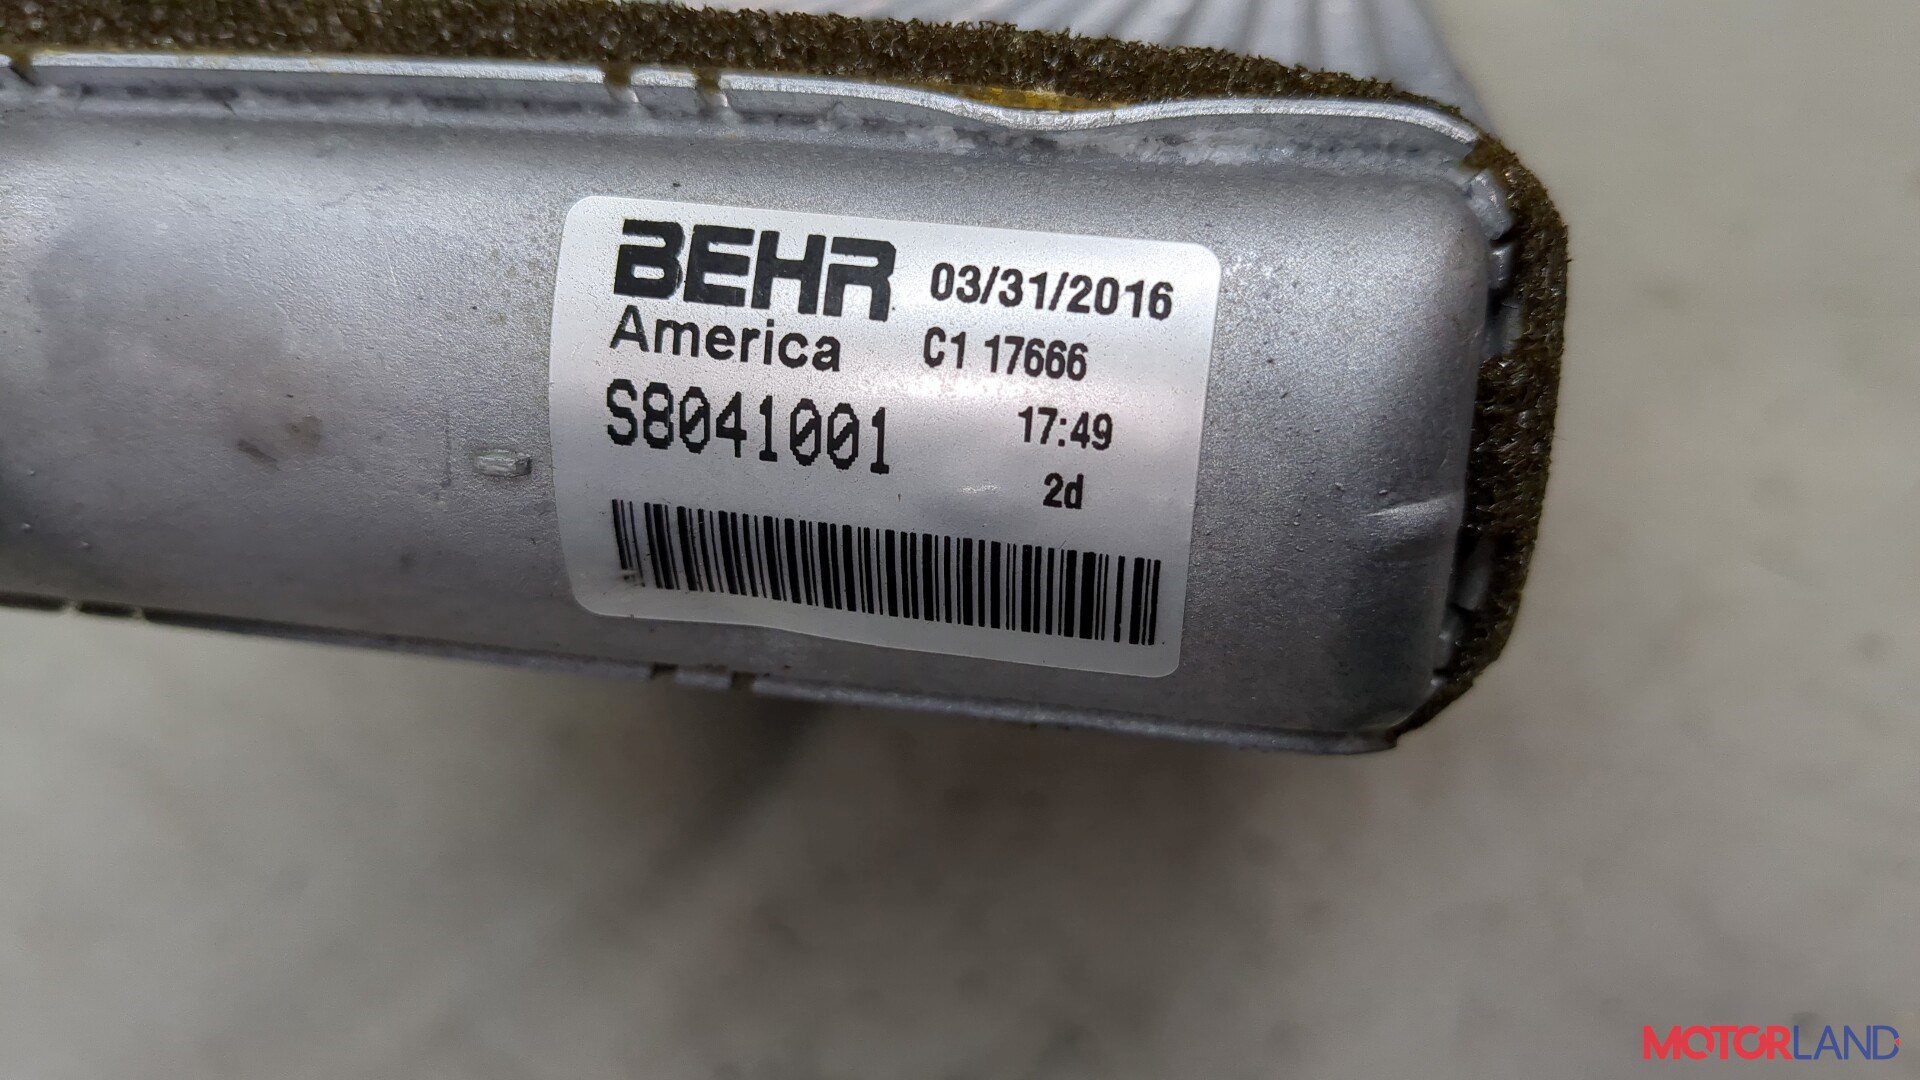 BEHR 03/31/2016
America C1 17666
S8041001 17:49
2d
MOTORLAND